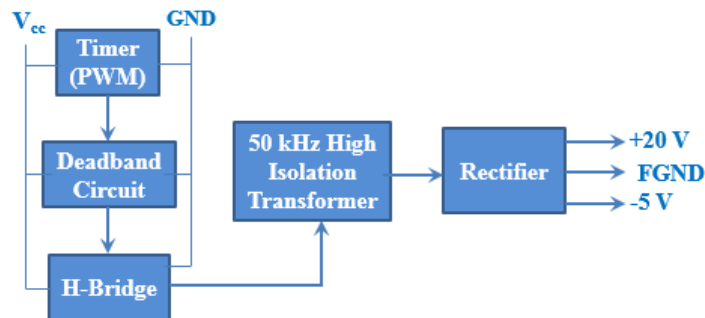 Vcc
GND
Timer
(PWM)
Deadband
Circuit
H-Bridge
50 kHz High
Isolation
Transformer
Rectifier
+20 V
FGND
-5 V